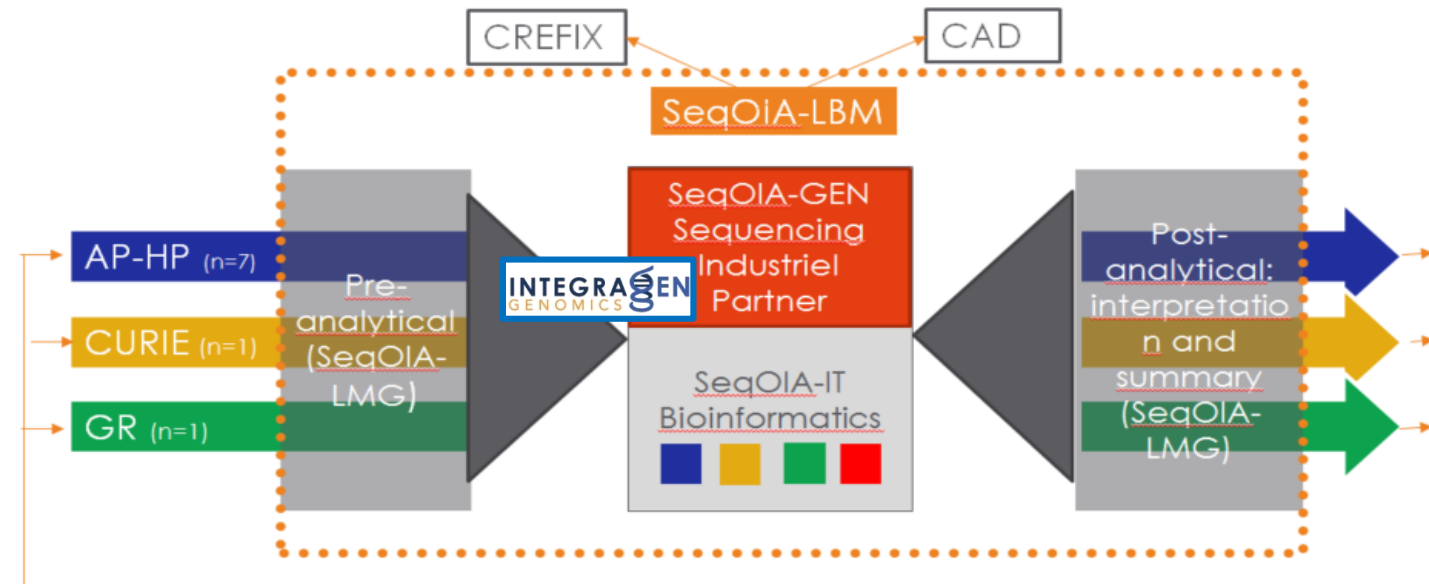 CREFIX
CAD
SeqOiA-LBM
AP-HP (n=7)
CURIE (n=1)
GR (n=1)
Pre-
analytical
(SeqOIA-
LMG)
INTEGRAGEN
GENOMICS
SeqOIA-GEN
Sequencing
Industriel
Partner
SeqOIA-IT
Bioinformatics
Post-
analytical:
interpretatio
n and
summary
(SeqOIA-
LMG)